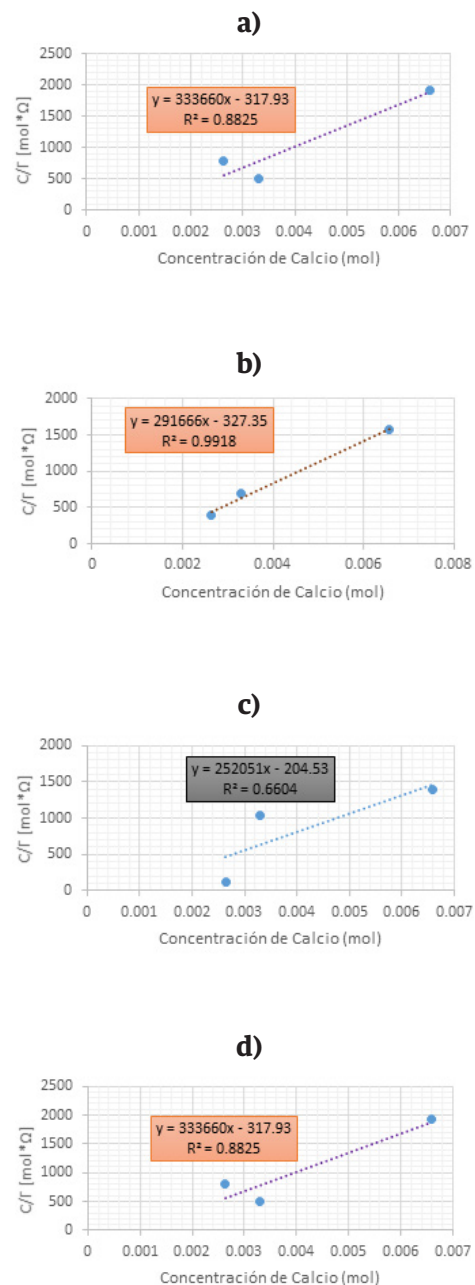 a)
2500
2000
1500
1000
500
0
C/Γ [mol*Ω]
y = 333660x - 317.93
R² = 0.8825
0 0.001 0.002 0.003 0.004 0.005 0.006 0.007
Concentración de Calcio (mol)
b)
2000
1500
1000
500
0
C/Γ [mol*Ω]
y = 291666x - 327.35
R² = 0.9918
0 0.002 0.004 0.006 0.008
Concentración de Calcio (mol)
c)
2000
1500
1000
500
0
C/Γ [mol*Ω]
y = 252051x - 204.53
R² = 0.6604
0 0.001 0.002 0.003 0.004 0.005 0.006 0.007
Concentración de Calcio (mol)
d)
2500
2000
1500
1000
500
0
C/Γ [mol*Ω]
y = 333660x - 317.93
R² = 0.8825
0 0.001 0.002 0.003 0.004 0.005 0.006 0.007
Concentración de Calcio (mol)